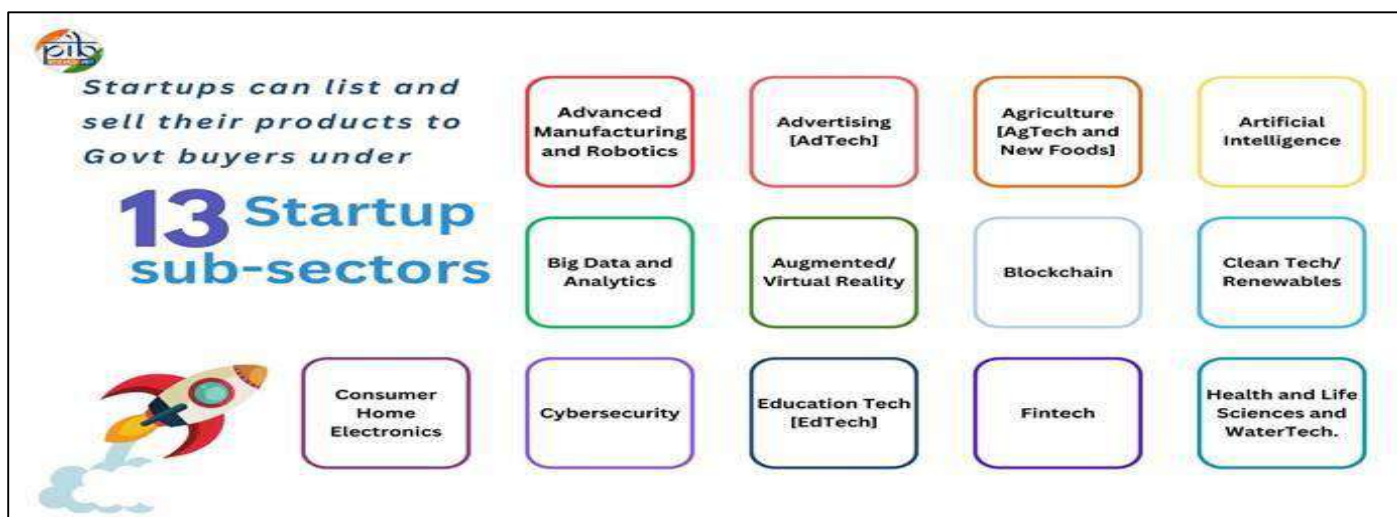 pib
Startups can list and
sell their products to
Govt buyers under
13 Startup
sub-sectors
Advanced
Manufacturing
and Robotics
Advertising
[AdTech]
Agriculture
[AgTech and
New Foods]
Artificial
Intelligence
Big Data and
Analytics
Augmented/
Virtual Reality
Blockchain
Clean Tech/
Renewables
Consumer
Home
Electronics
Cybersecurity
Education Tech
[EdTech]
Fintech
Health and Life
Sciences and
WaterTech.